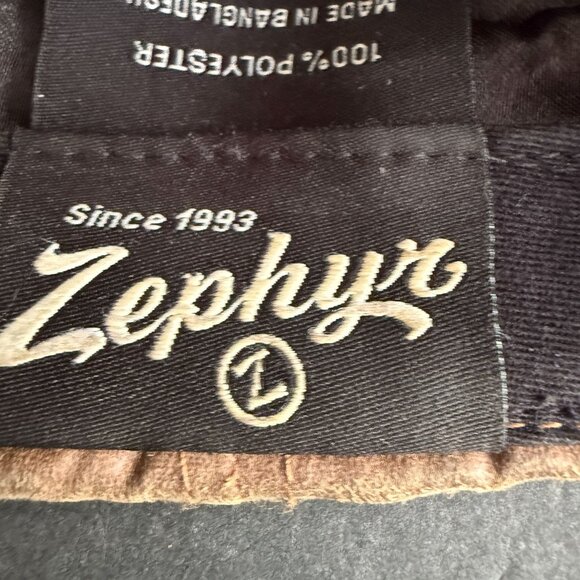 100% POLYESTER
MADE IN BANGLADESH
Since 1993
Zephyr
Z